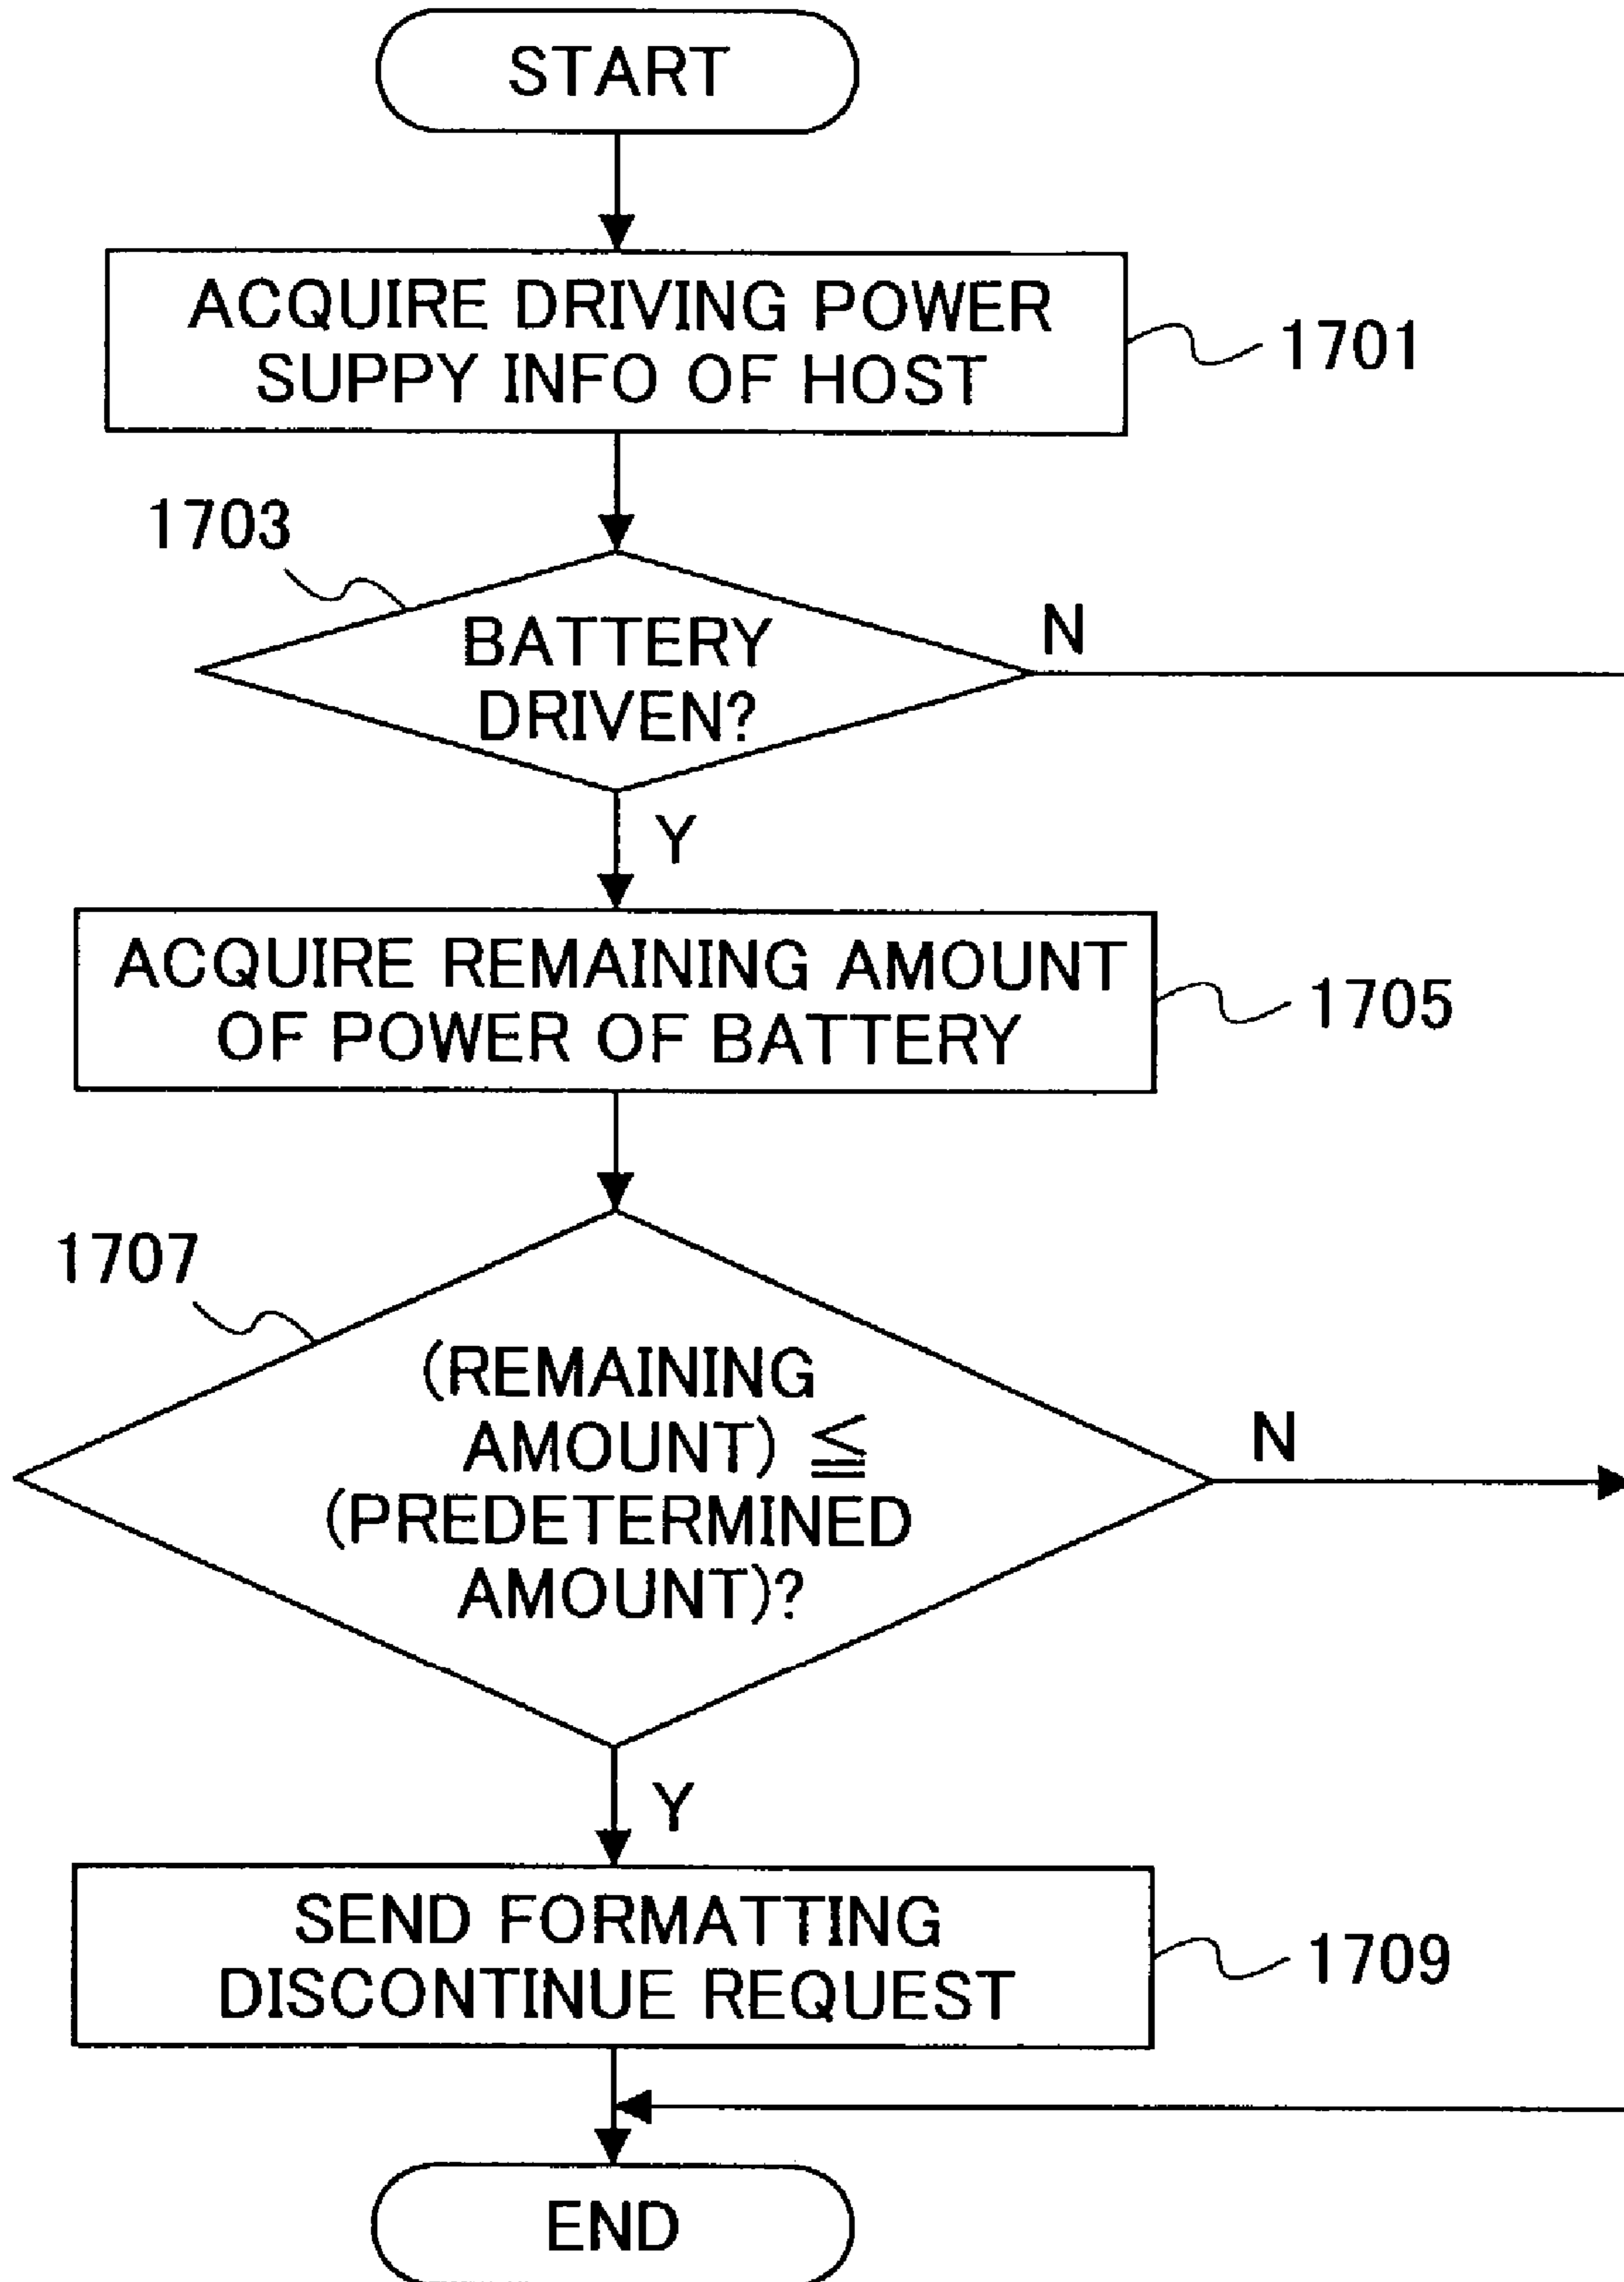 START
ACQUIRE DRIVING POWER
SUPPY INFO OF HOST
1701
1703
BATTERY
DRIVEN?
N
Y
ACQUIRE REMAINING AMOUNT
OF POWER OF BATTERY
1705
1707
(REMAINING
AMOUNT) ≦
(PREDETERMINED
AMOUNT)?
N
Y
SEND FORMATTING
DISCONTINUE REQUEST
1709
END